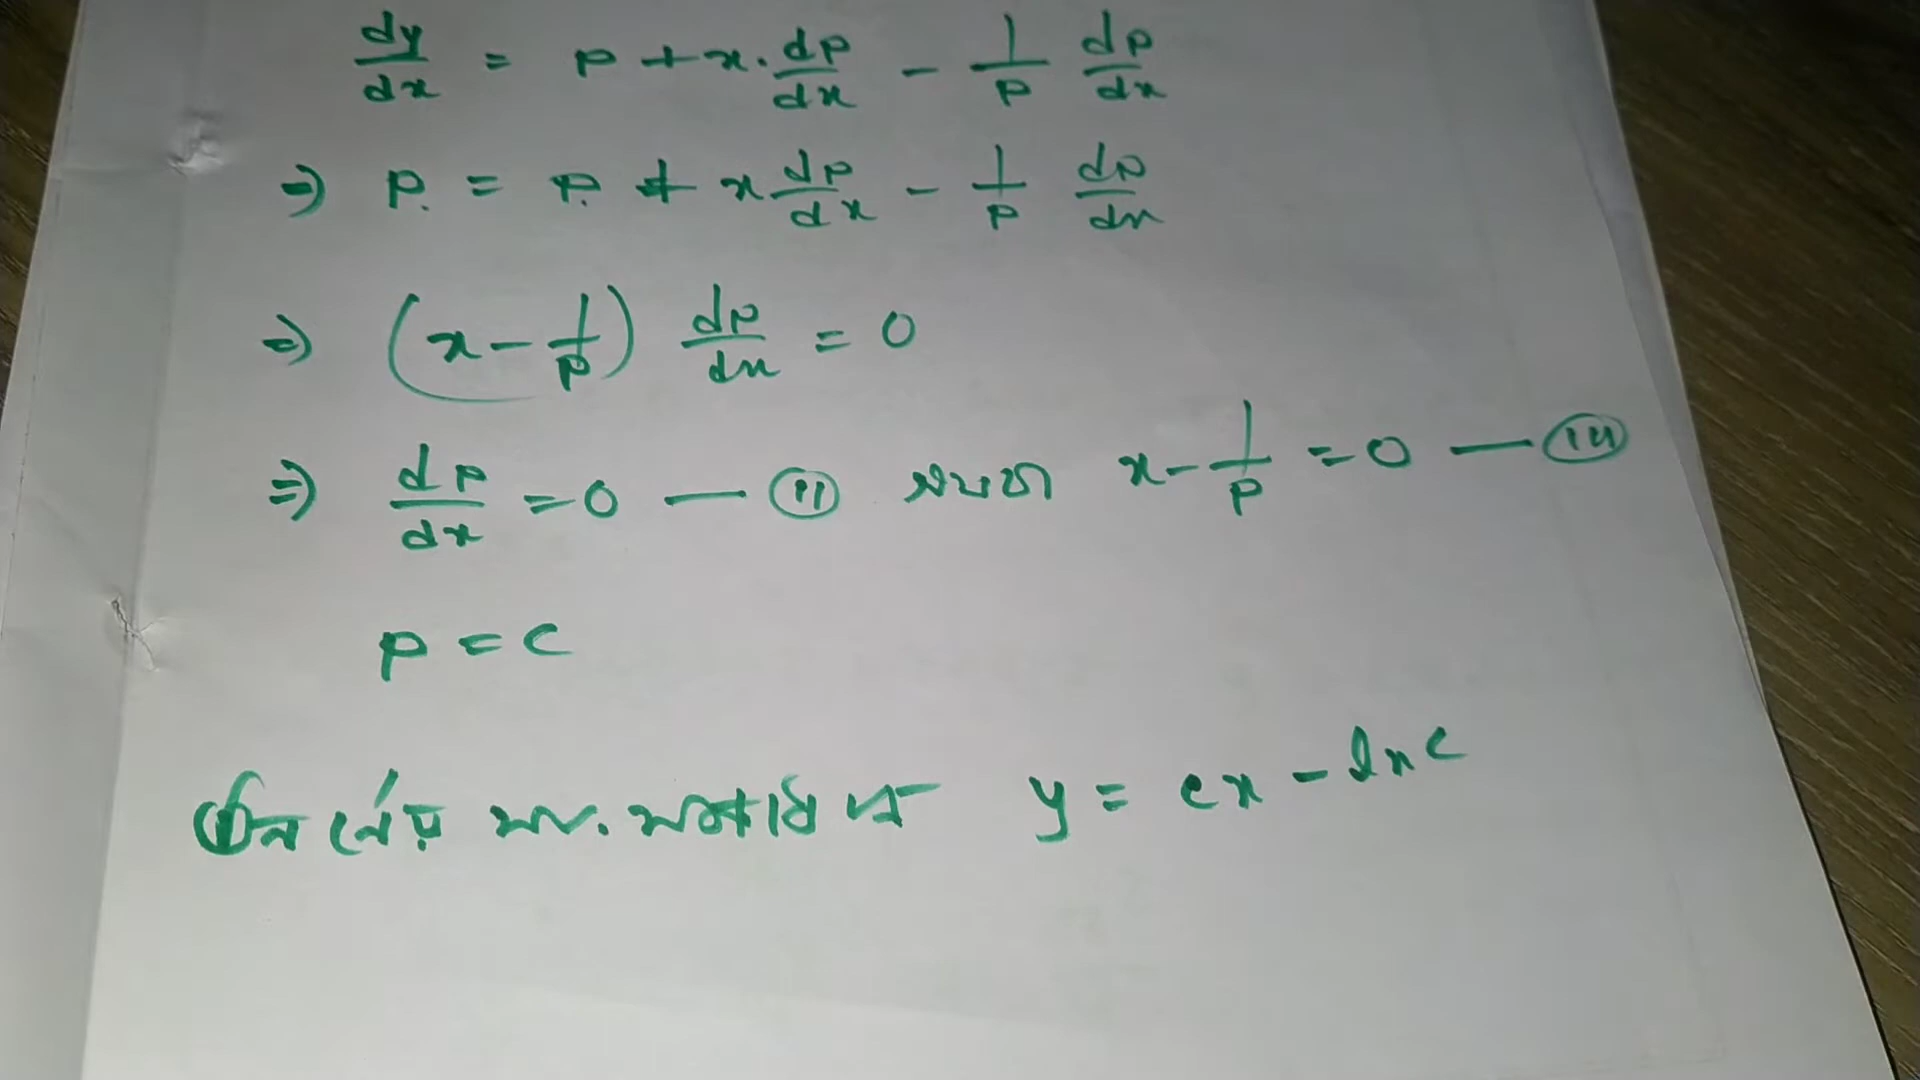 dy/dx = p + x. dp/dx - 1/p dp/dx
⇒ p. = p. + x dp/dx - 1/p dp/dx
⇒ (x - 1/p) dp/dx = 0
⇒ dp/dx = 0 — (ii) অথবা x - 1/p = 0 — (iii)
p = c
নির্নেয় y = cx - lnc